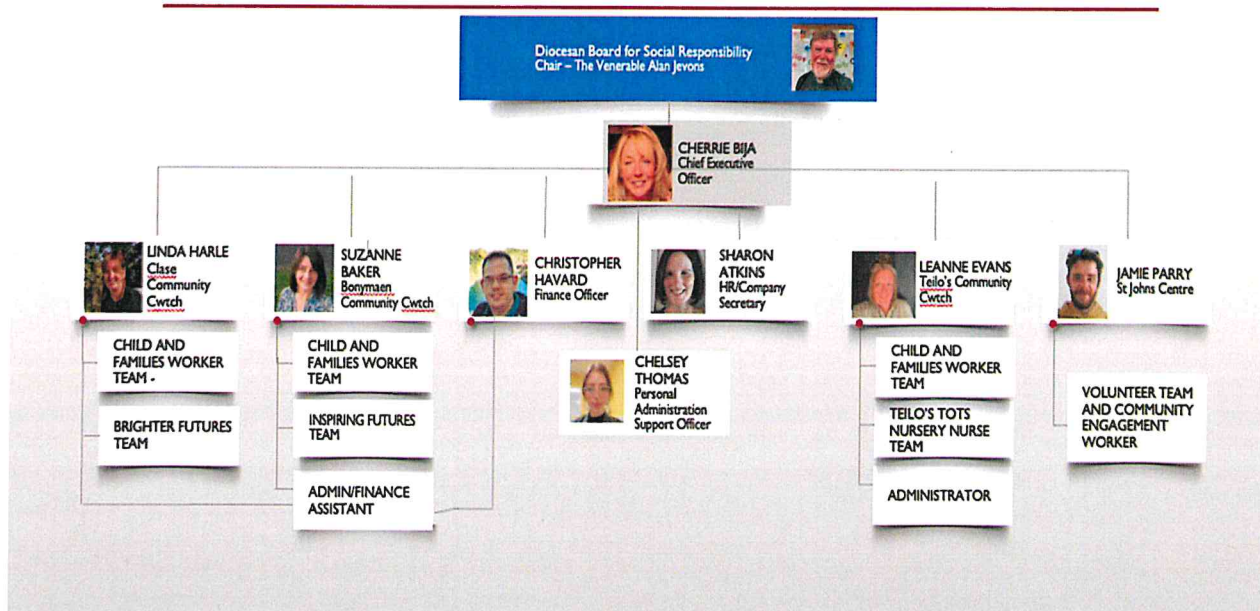 Diocesan Board for Social Responsibility
Chair – The Venerable Alan Jevons
CHERRIE BIJA
Chief Executive
Officer
LINDA HARLE
Clase
Community
Cwtch
SUZANNE
BAKER
Bonymaen
Community Cwtch
CHRISTOPHER
HAVARD
Finance Officer
SHARON
ATKINS
HR/Company
Secretary
LEANNE EVANS
Teilo's Community
Cwtch
JAMIE PARRY
St Johns Centre
CHILD AND
FAMILIES WORKER
TEAM -
BRIGHTER FUTURES
TEAM
CHILD AND
FAMILIES WORKER
TEAM
INSPIRING FUTURES
TEAM
ADMIN/FINANCE
ASSISTANT
CHELSEY
THOMAS
Personal
Administration
Support Officer
CHILD AND
FAMILIES WORKER
TEAM
TEILO'S TOTS
NURSERY NURSE
TEAM
ADMINISTRATOR
VOLUNTEER TEAM
AND COMMUNITY
ENGAGEMENT
WORKER